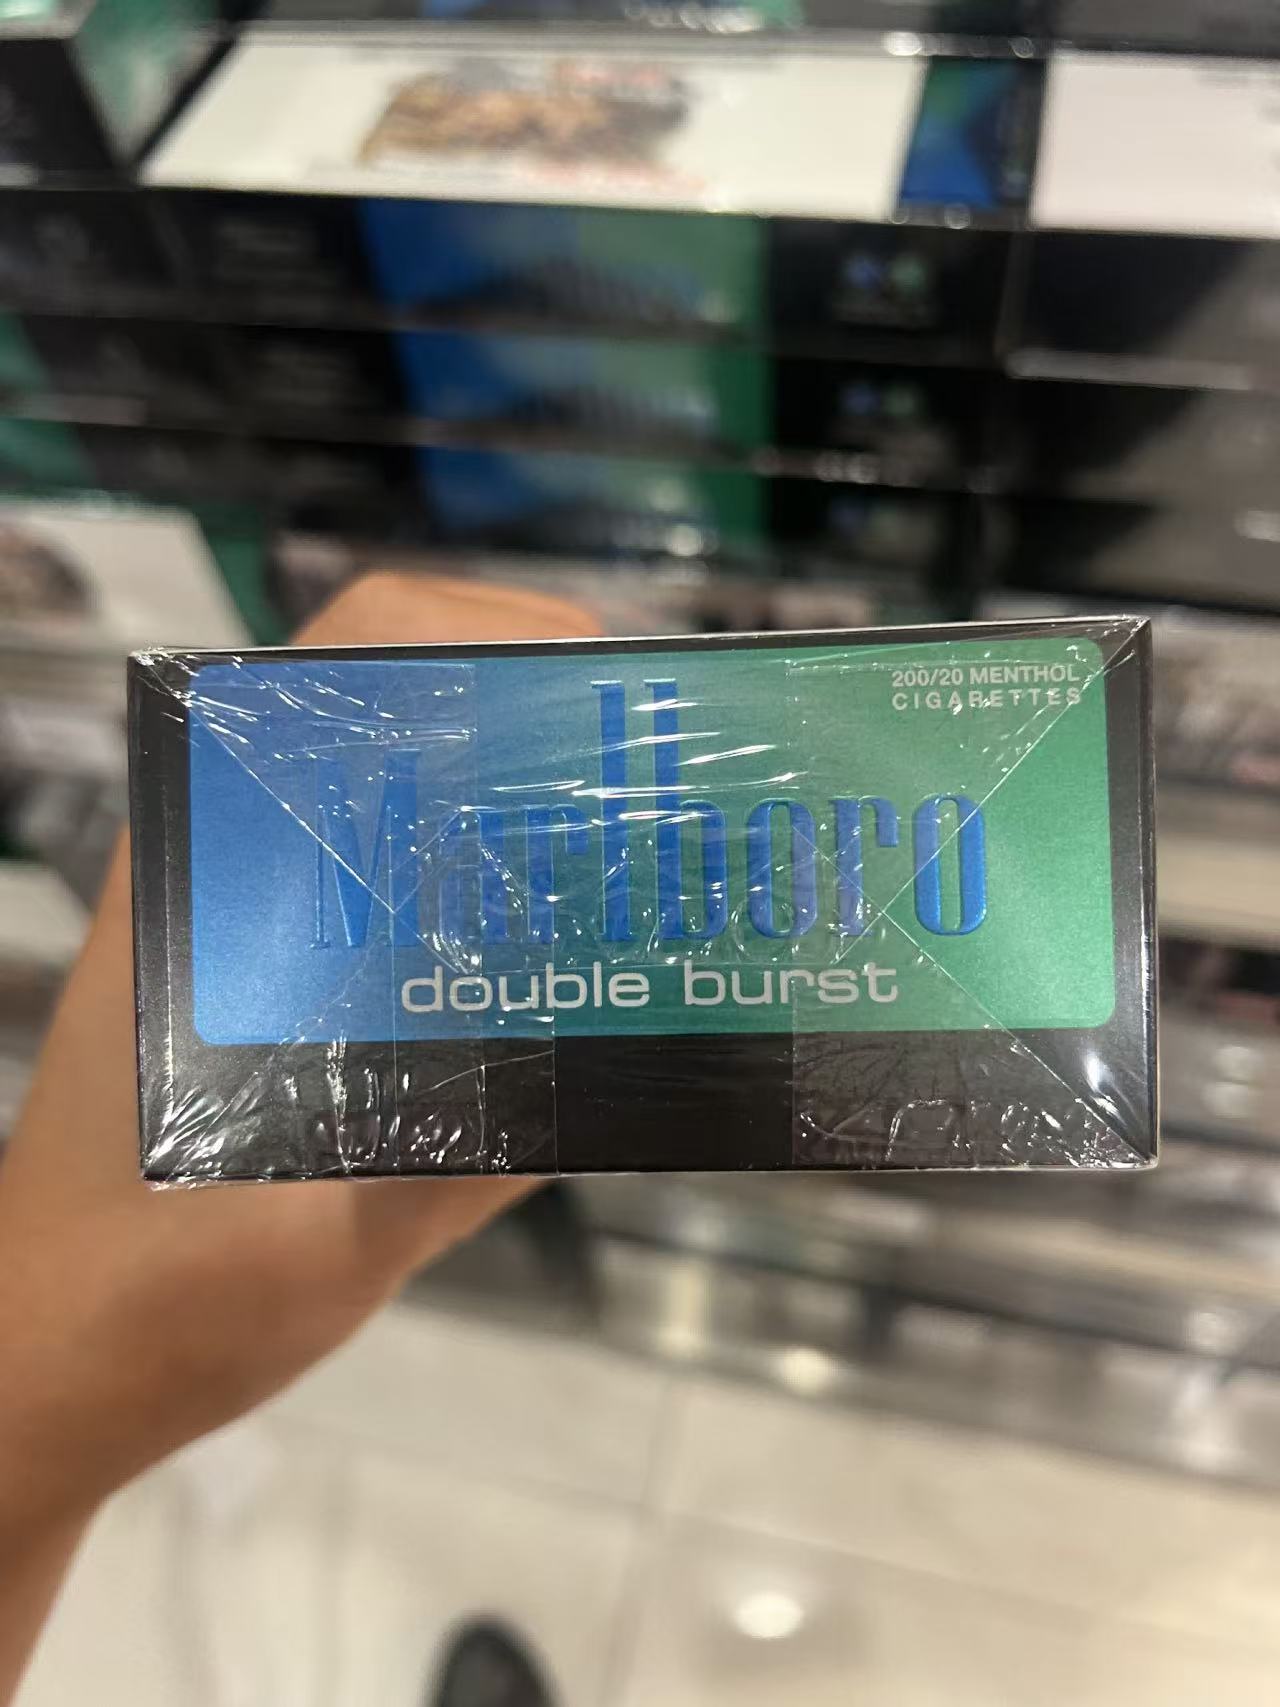 200/20 MENTHOL
CIGARETTES
Marlboro
double burst